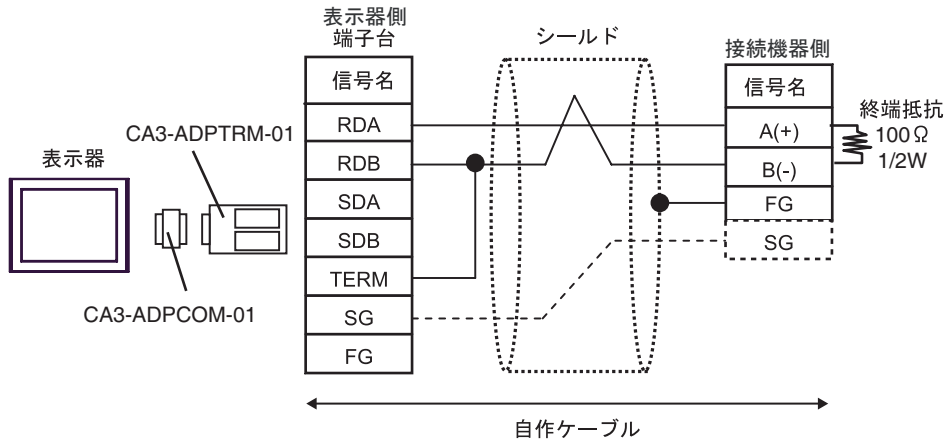 表示器側
端子台
シールド
接続機器側
信号名
信号名
終端抵抗
100Ω
1/2W
RDA
A(+)
CA3-ADPTRM-01
表示器
RDB
B(-)
SDA
FG
SDB
SG
TERM
CA3-ADPCOM-01
SG
FG
自作ケーブル